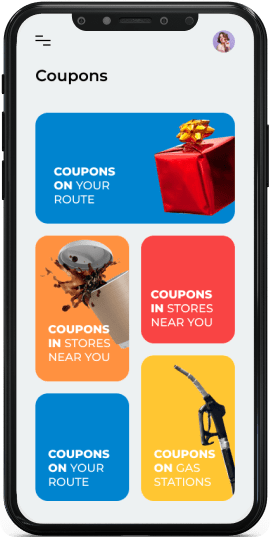 Coupons
COUPONS
ON YOUR
ROUTE
COUPONS
IN STORES
NEAR YOU
COUPONS
IN STORES
NEAR YOU
COUPONS
ON YOUR
ROUTE
COUPONS
ON GAS
STATIONS